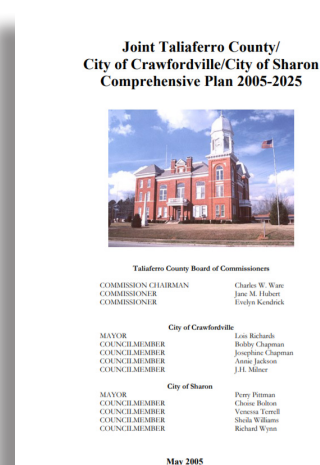 Joint Taliaferro County/
City of Crawfordville/City of Sharon
Comprehensive Plan 2005-2025
Taliaferro County Board of Commissioners
COMMISSION CHAIRMAN Charles W. Ware
COMMISSIONER Jane M. Hubert
COMMISSIONER Evelyn Kendrick
City of Crawfordville
MAYOR Lois Richards
COUNCILMEMBER Bobby Chapman
COUNCILMEMBER Josephine Chapman
COUNCILMEMBER Annie Jackson
COUNCILMEMBER J.H. Milner
City of Sharon
MAYOR Perry Pittman
COUNCILMEMBER Choise Bolton
COUNCILMEMBER Venessa Terrell
COUNCILMEMBER Sheila Williams
COUNCILMEMBER Richard Wynn
May 2005